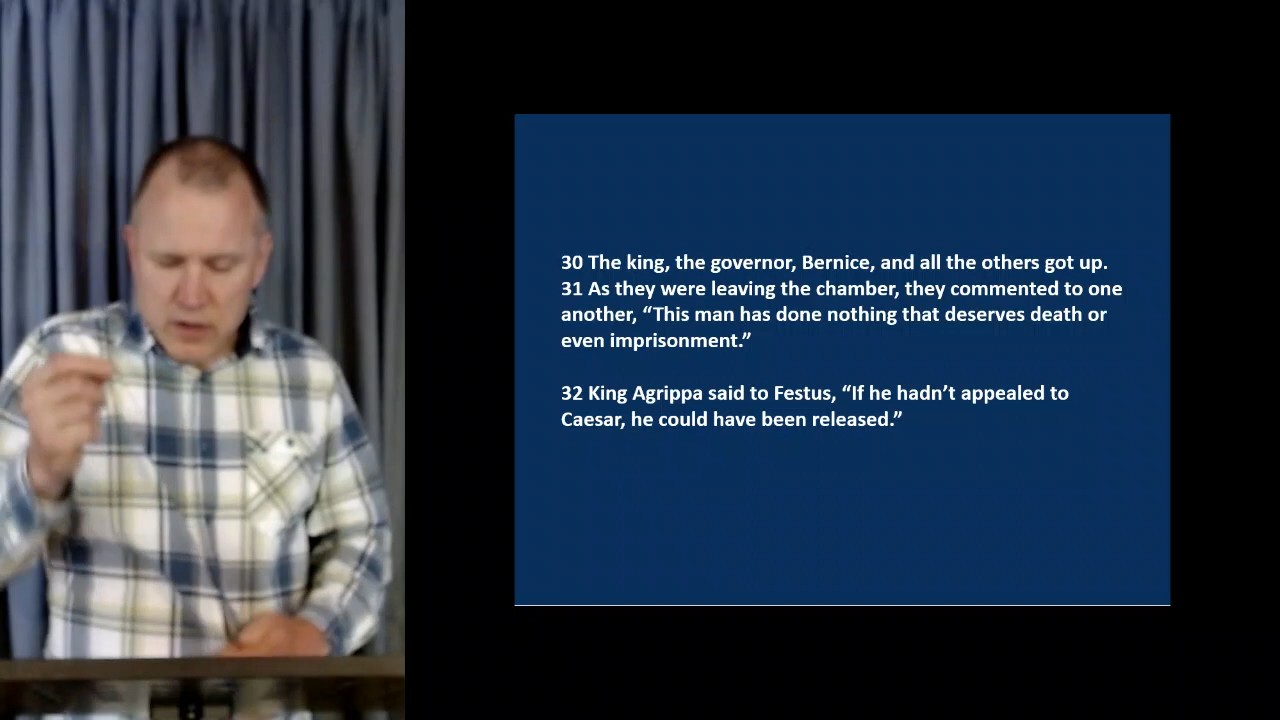 30 The king, the governor, Bernice, and all the others got up.
31 As they were leaving the chamber, they commented to one
another, “This man has done nothing that deserves death or
even imprisonment.”
32 King Agrippa said to Festus, “If he hadn’t appealed to
Caesar, he could have been released.”